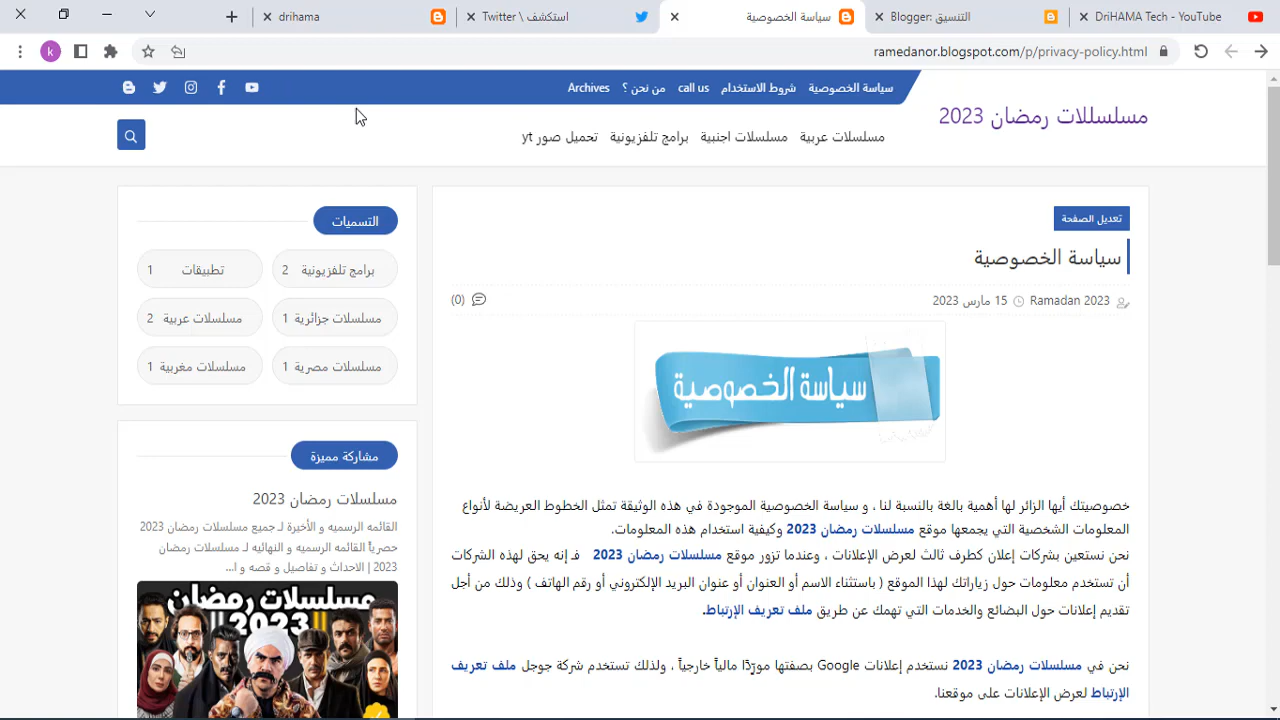 drihama
استكشف \ Twitter
سياسة الخصوصية
Blogger: التنسيق
DriHAMA Tech - YouTube
k
ramedanor.blogspot.com/p/privacy-policy.html
سياسة الخصوصية شروط الاستخدام call us من نحن ؟ Archives
مسلسللات رمضان 2023
مسلسلات عربية مسلسلات اجنبية برامج تلفزيونية تحميل صور yt
تعديل الصفحة
سياسة الخصوصية
Ramadan 2023 15 مارس 2023 (0)
سياسة الخصوصية
خصوصيتك أيها الزائر لها أهمية بالغة بالنسبة لنا ، و سياسة الخصوصية الموجودة في هذه الوثيقة تمثل الخطوط العريضة لأنواع
المعلومات الشخصية التي يجمعها موقع مسلسلات رمضان 2023 وكيفية استخدام هذه المعلومات.
نحن نستعين بشركات إعلان كطرف ثالث لعرض الإعلانات ، وعندما تزور موقع مسلسلات رمضان 2023 فـ إنه يحق لهذه الشركات
أن تستخدم معلومات حول زياراتك لهذا الموقع ( باستثناء الاسم أو العنوان أو عنوان البريد الإلكتروني أو رقم الهاتف ) وذلك من أجل
تقديم إعلانات حول البضائع والخدمات التي تهمك عن طريق ملف تعريف الإرتباط.
نحن في مسلسلات رمضان 2023 نستخدم إعلانات Google بصفتها مورّدًا مالياً خارجياً ، ولذلك تستخدم شركة جوجل ملف تعريف
الإرتباط لعرض الإعلانات على موقعنا.
التسميات
برامج تلفزيونية 2
تطبيقات 1
مسلسلات جزائرية 1
مسلسلات عربية 2
مسلسلات مصرية 1
مسلسلات مغربية 1
مشاركة مميزة
مسلسلات رمضان 2023
القائمه الرسميه و الأخيرة لـ جميع مسلسلات رمضان 2023
حصرياً القائمه الرسميه و النهائيه لـ مسلسلات رمضان
2023 | الاحداث و تفاصيل و قصه و ا...
مسلسلات رمضان
2023